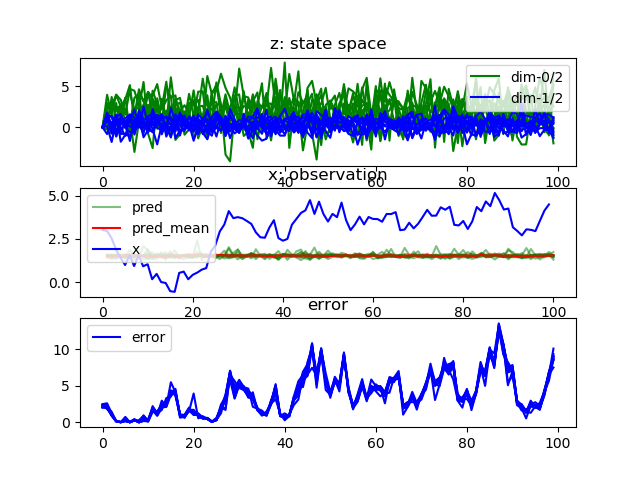 z: state space
5
0
dim-0/2
dim-1/2
0 20 40 60 80 100
x: observation
5.0
2.5
0.0
pred
pred_mean
x
0 20 40 60 80 100
error
10
5
0
error
0 20 40 60 80 100